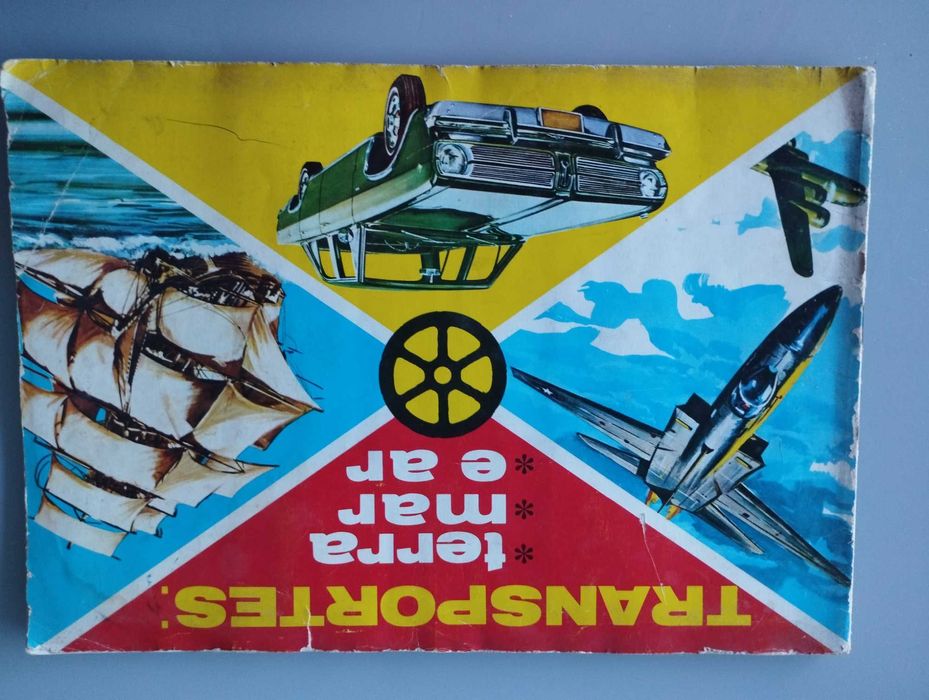 TRANSPORTES:
* terra
* mar
* e ar